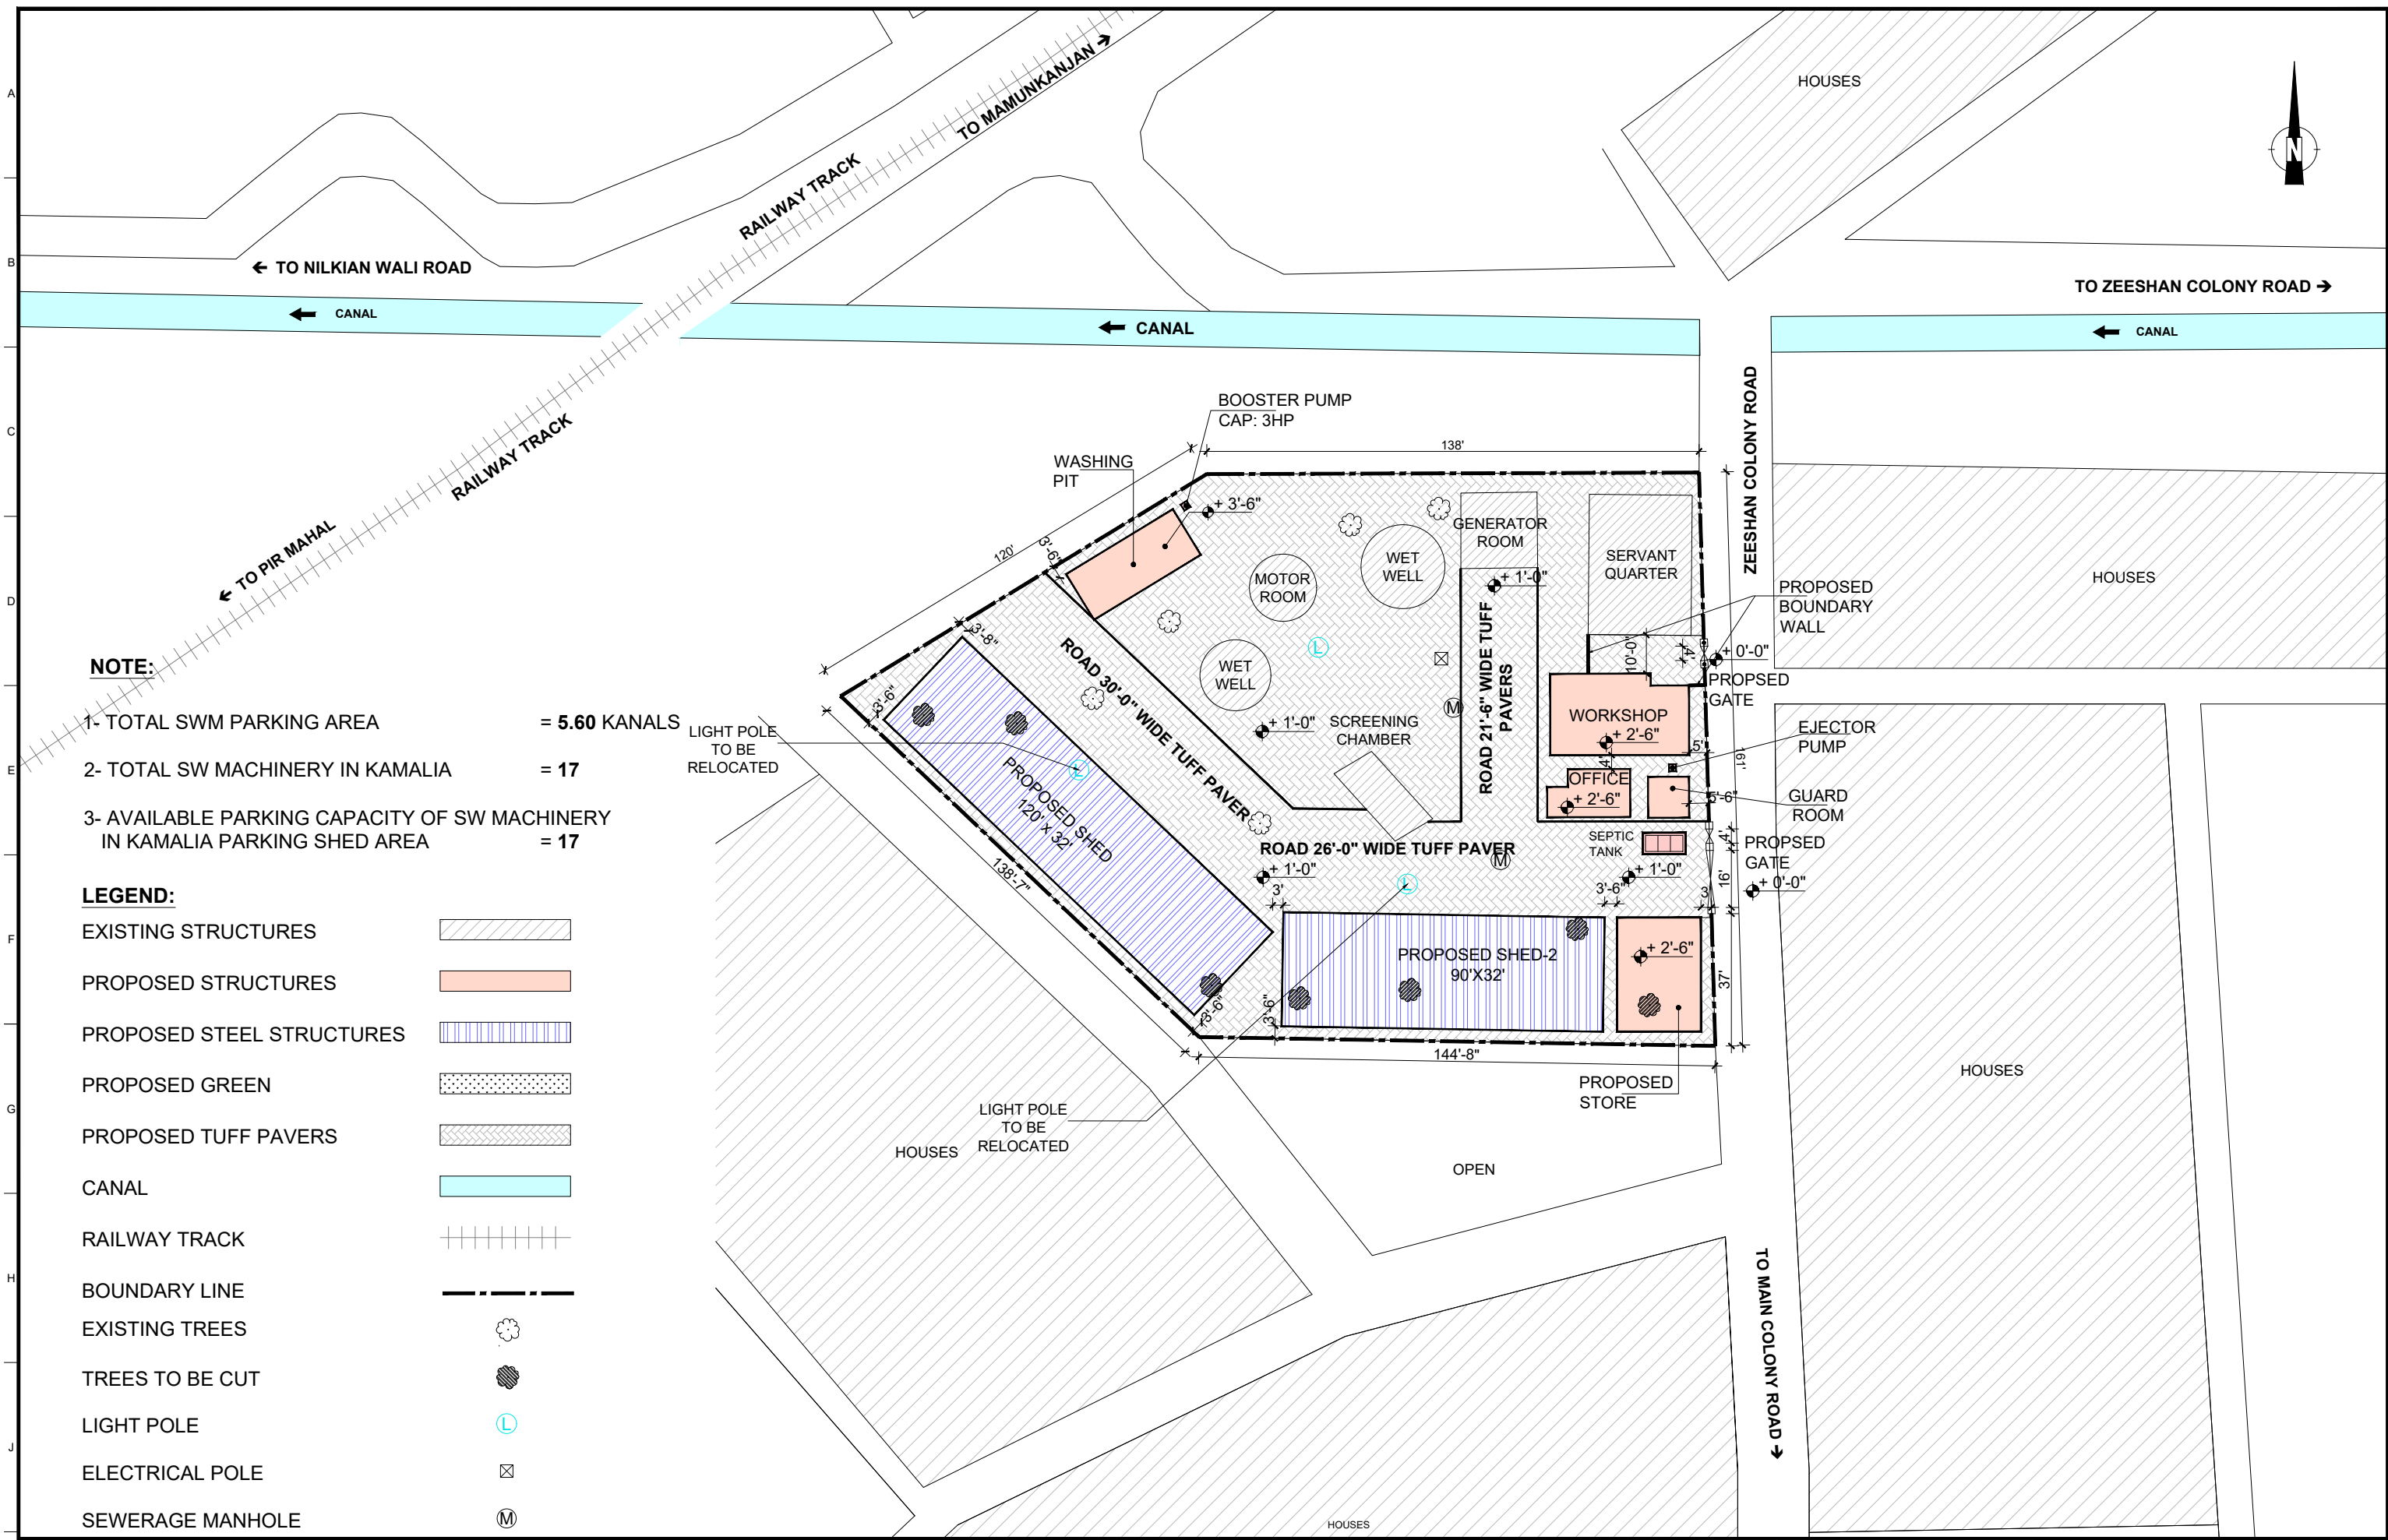 A
B
C
D
E
F
G
H
J
HOUSES
N
TO MAMUNKANJAN →
RAILWAY TRACK
← TO NILKIAN WALI ROAD
TO ZEESHAN COLONY ROAD →
← CANAL
← CANAL
← CANAL
RAILWAY TRACK
← TO PIR MAHAL
ZEESHAN COLONY ROAD
HOUSES
BOOSTER PUMP
CAP: 3HP
WASHING
PIT
138'
120'
3'-6"
+ 3'-6"
GENERATOR
ROOM
SERVANT
QUARTER
WET
WELL
MOTOR
ROOM
+ 1'-0"
PROPOSED
BOUNDARY
WALL
3'-8"
WET
WELL
L
ROAD 30'-0" WIDE TUFF PAVER
ROAD 21'-6" WIDE TUFF
PAVERS
10'-0"
4'
+ 0'-0"
PROPSED
GATE
3'-6"
M
WORKSHOP
+ 2'-6"
5'
161'
EJECTOR
PUMP
+ 1'-0"
SCREENING
CHAMBER
LIGHT POLE
TO BE
RELOCATED
L
PROPOSED SHED
120' X 32'
4'
OFFICE
+ 2'-6"
5'-6"
GUARD
ROOM
SEPTIC
TANK
4'
PROPSED
GATE
ROAD 26'-0" WIDE TUFF PAVER
M
138'-7"
+ 1'-0"
3'
L
+ 1'-0"
3'-6"
3'
16'
+ 0'-0"
PROPOSED SHED-2
90'X32'
+ 2'-6"
37'
3'-6"
3'-6"
144'-8"
PROPOSED
STORE
LIGHT POLE
TO BE
RELOCATED
HOUSES
OPEN
HOUSES
TO MAIN COLONY ROAD →
HOUSES
NOTE:
1- TOTAL SWM PARKING AREA = 5.60 KANALS
2- TOTAL SW MACHINERY IN KAMALIA = 17
3- AVAILABLE PARKING CAPACITY OF SW MACHINERY
IN KAMALIA PARKING SHED AREA = 17
LEGEND:
EXISTING STRUCTURES
PROPOSED STRUCTURES
PROPOSED STEEL STRUCTURES
PROPOSED GREEN
PROPOSED TUFF PAVERS
CANAL
RAILWAY TRACK
BOUNDARY LINE
EXISTING TREES
TREES TO BE CUT
LIGHT POLE L
ELECTRICAL POLE
SEWERAGE MANHOLE M